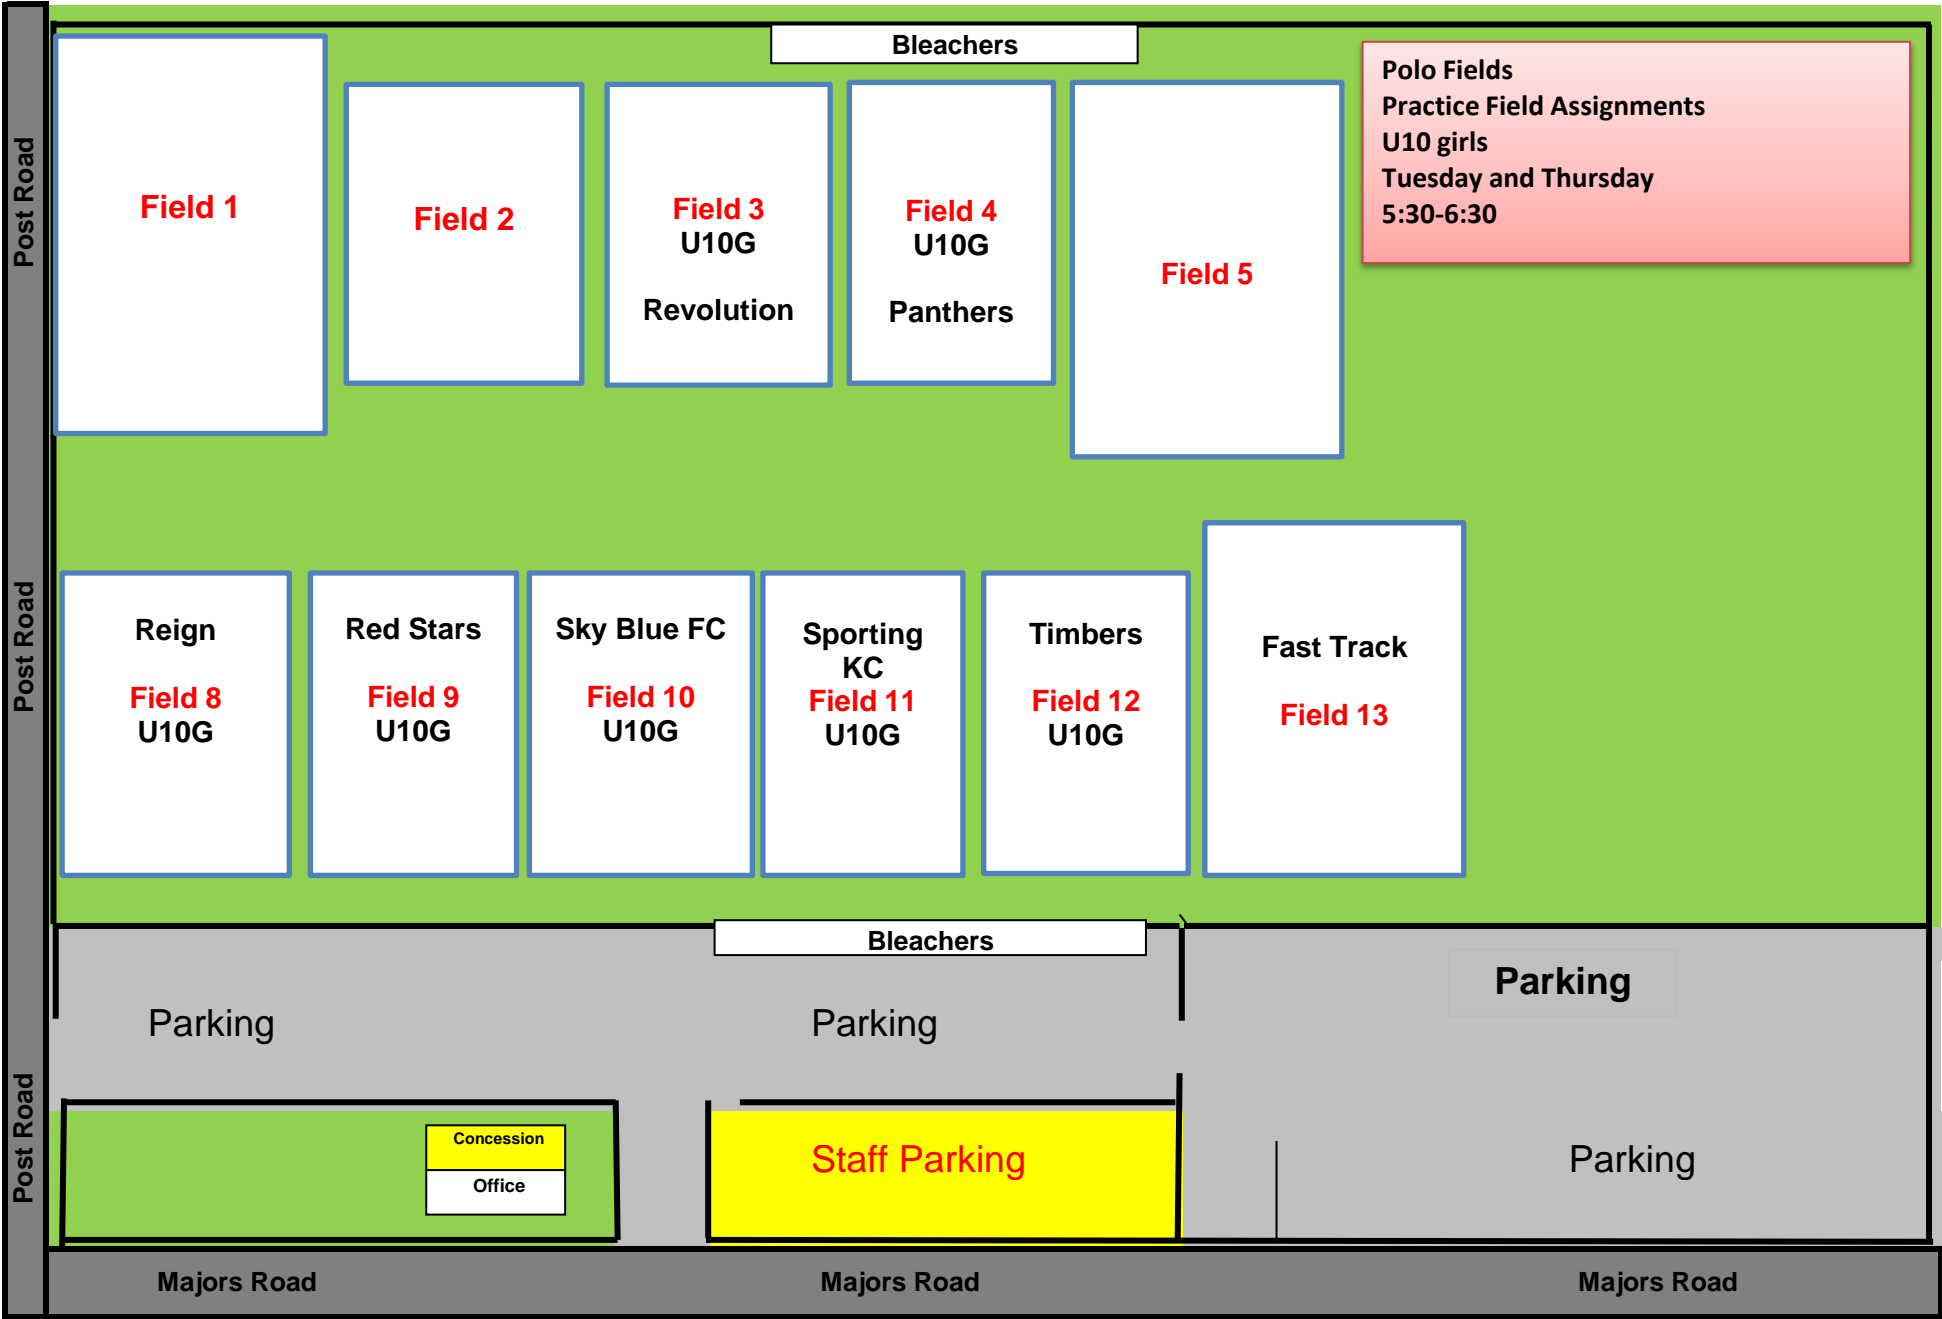 Bleachers
Polo Fields
Practice Field Assignments
U10 girls
Tuesday and Thursday
5:30-6:30
Post Road
Field 1
Field 2
Field 3
U10G
Revolution
Field 4
U10G
Panthers
Field 5
Post Road
Reign
Field 8
U10G
Red Stars
Field 9
U10G
Sky Blue FC
Field 10
U10G
Sporting
KC
Field 11
U10G
Timbers
Field 12
U10G
Fast Track
Field 13
Bleachers
Parking
Parking
Parking
Post Road
Concession
Office
Staff Parking
Parking
Majors Road
Majors Road
Majors Road